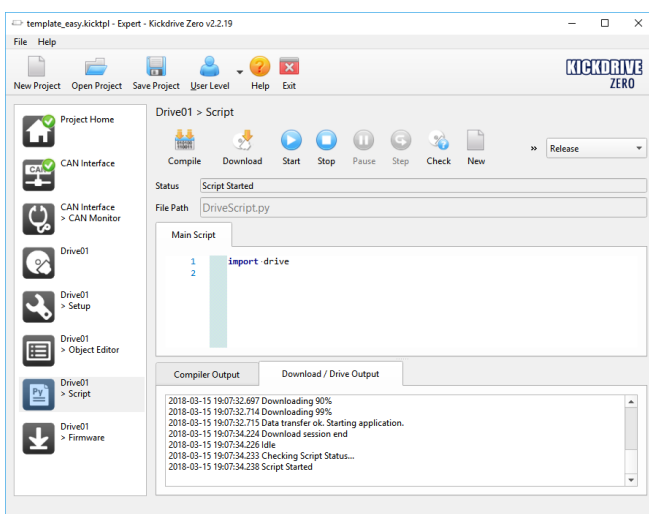 template_easy.kicktpl - Expert - Kickdrive Zero v2.2.19
File Help
New Project Open Project Save Project User Level Help Exit
KICKDRIVE
ZERO
Project Home
CAN Interface
CAN
CAN Interface
> CAN Monitor
Drive01
Drive01
> Setup
Drive01
> Object Editor
Drive01
> Script
Py
Drive01
> Firmware
Drive01 > Script
Compile Download Start Stop Pause Step Check New » Release
Status Script Started
File Path DriveScript.py
Main Script
1 import drive
2
Compiler Output Download / Drive Output
2018-03-15 19:07:32.697 Downloading 90%
2018-03-15 19:07:32.714 Downloading 99%
2018-03-15 19:07:32.715 Data transfer ok. Starting application.
2018-03-15 19:07:34.224 Download session end
2018-03-15 19:07:34.226 Idle
2018-03-15 19:07:34.233 Checking Script Status...
2018-03-15 19:07:34.238 Script Started